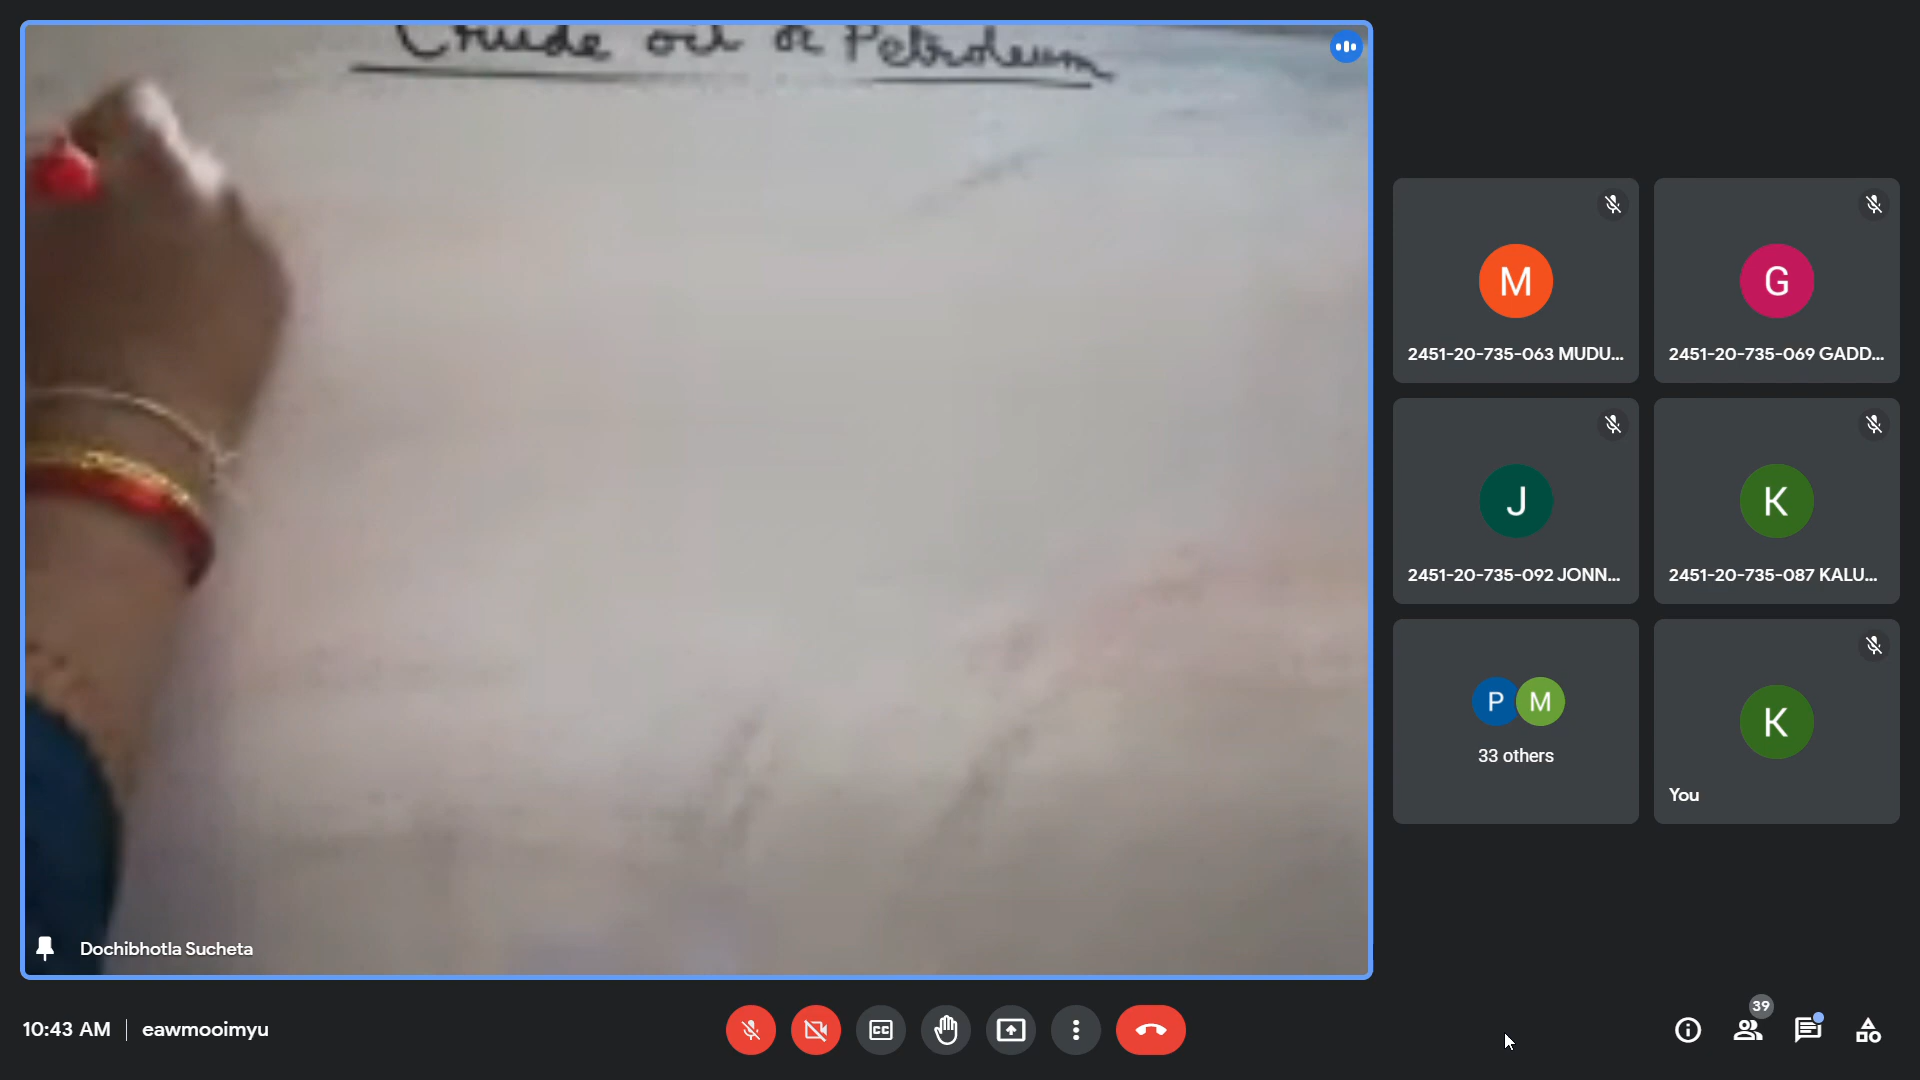 Crude oil or Petroleum
M
G
2451-20-735-063 MUDU...
2451-20-735-069 GADD...
J
K
2451-20-735-092 JONN...
2451-20-735-087 KALU...
P M
K
33 others
You
Dochibhotla Sucheta
39
10:43 AM | eawmooimyu
CC